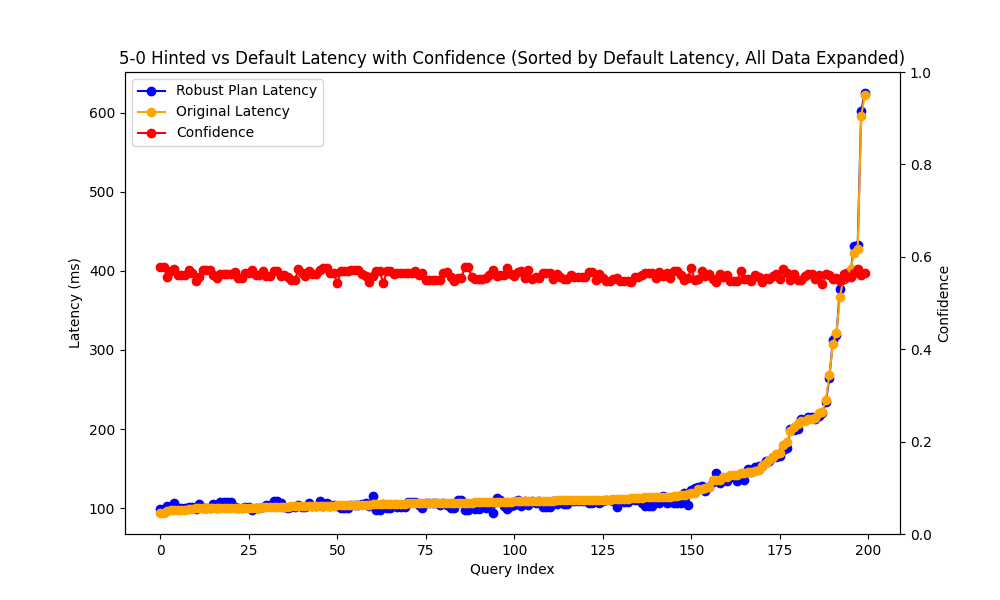 5-0 Hinted vs Default Latency with Confidence (Sorted by Default Latency, All Data Expanded)
Robust Plan Latency
Original Latency
Confidence
Latency (ms)
600
500
400
300
200
100
1.0
0.8
0.6
0.4
0.2
0.0
Confidence
0 25 50 75 100 125 150 175 200
Query Index